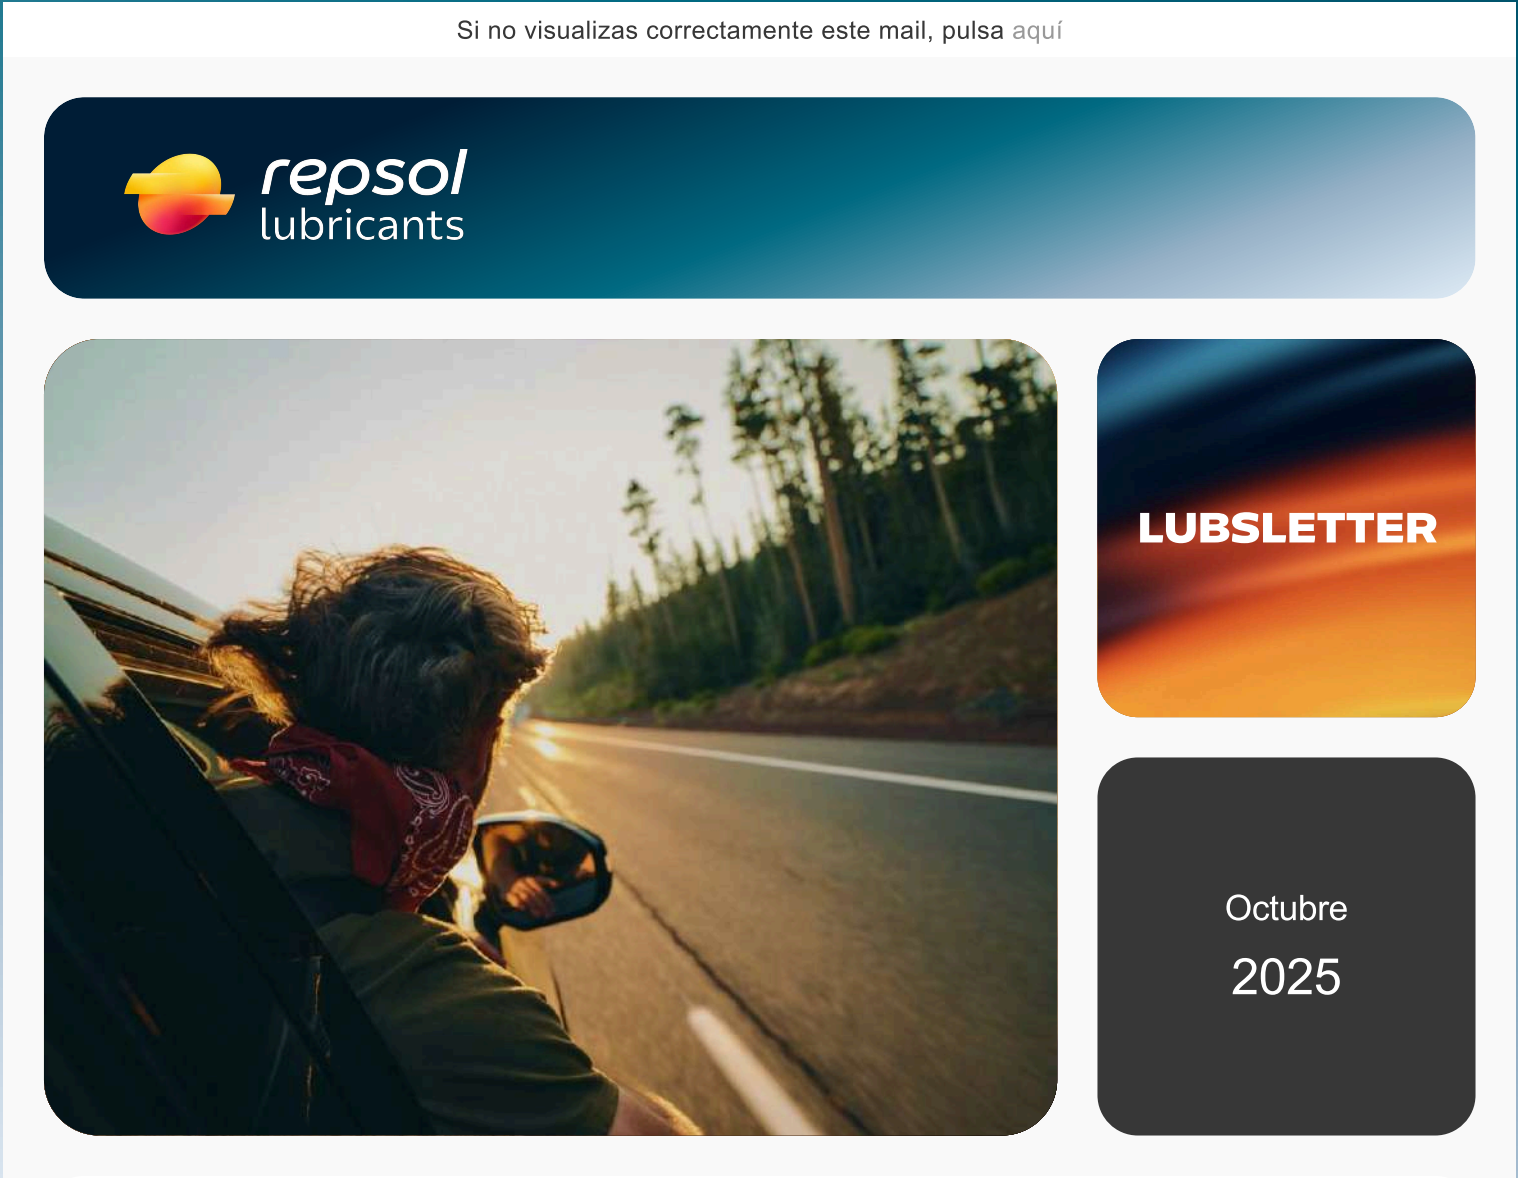 Si no visualizas correctamente este mail, pulsa aquí
repsol
lubricants
LUBSLETTER
Octubre
2025